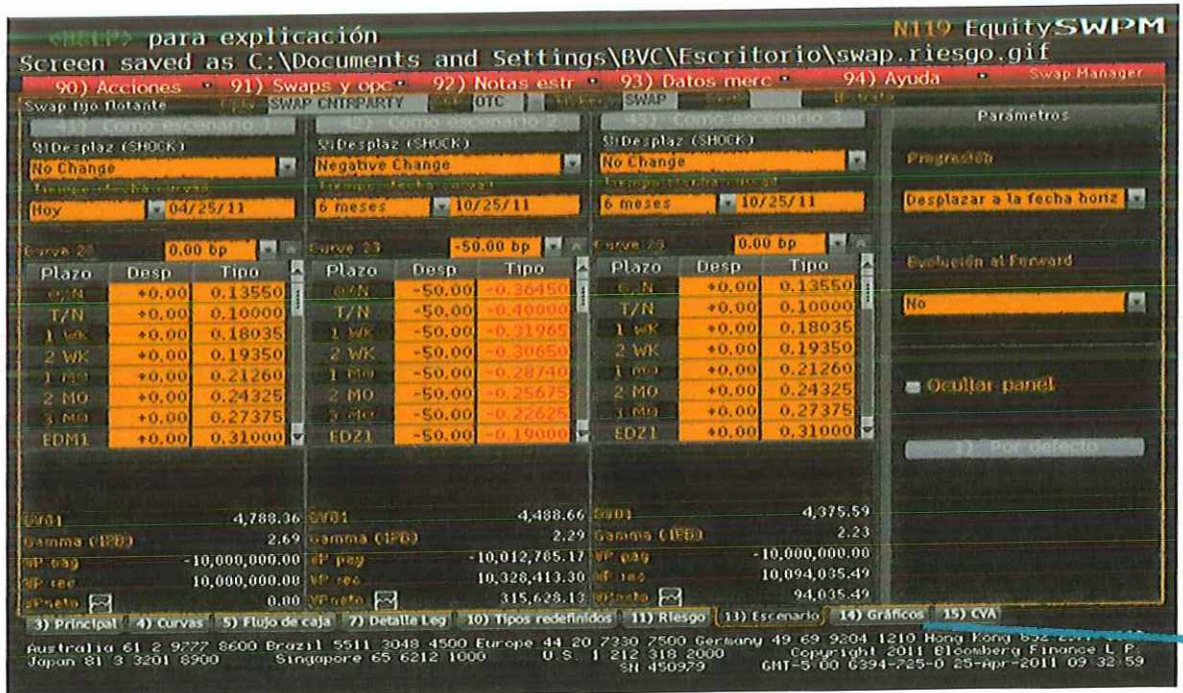 <HELP> para explicación N119 Equity SWPM
Screen saved as C:\Documents and Settings\BVC\Escritorio\swap.riesgo.gif
90) Acciones 91) Swaps y opc 92) Notas estr 93) Datos merc 94) Ayuda Swap Manager
Swap fijo flotante SWAP CNTRPARTY OTC SWAP
41) Como escenario 1 42) Como escenario 2 43) Como escenario 3 Parámetros
Desplaz (SHOCK) Desplaz (SHOCK) Desplaz (SHOCK)
No Change Negative Change No Change Progresión
Hoy 04/25/11 6 meses 10/25/11 6 meses 10/25/11 Desplazar a la fecha horiz
Curve 23 0.00 bp Curve 23 -50.00 bp Curve 23 0.00 bp
Plazo Desp Tipo Plazo Desp Tipo Plazo Desp Tipo Evolución al Forward
O/N +0.00 0.13550 O/N -50.00 -0.36450 O/N +0.00 0.13550
T/N +0.00 0.10000 T/N -50.00 -0.40000 T/N +0.00 0.10000 No
1 WK +0.00 0.18035 1 WK -50.00 -0.31965 1 WK +0.00 0.18035
2 WK +0.00 0.19350 2 WK -50.00 -0.30650 2 WK +0.00 0.19350
1 MO +0.00 0.21260 1 MO -50.00 -0.28740 1 MO +0.00 0.21260
2 MO +0.00 0.24325 2 MO -50.00 -0.25675 2 MO +0.00 0.24325 Ocultar panel
3 MO +0.00 0.27375 3 MO -50.00 -0.22625 3 MO +0.00 0.27375
EDM1 +0.00 0.31000 EDZ1 -50.00 -0.19000 EDZ1 +0.00 0.31000
1) Por defecto
DV01 4,788.36 DV01 4,488.66 DV01 4,375.59
Gamma (1PB) 2.69 Gamma (1PB) 2.29 Gamma (1PB) 2.23
VP pag -10,000,000.00 VP pag -10,012,785.17 VP pag -10,000,000.00
VP rec 10,000,000.00 VP rec 10,328,413.30 VP rec 10,094,035.49
VPneto 0.00 VPneto 315,628.13 VPneto 94,035.49
3) Principal 4) Curvas 5) Flujo de caja 7) Detalle Leg 10) Tipos redefinidos 11) Riesgo 13) Escenario 14) Gráficos 15) CVA
Australia 61 2 9777 8600 Brazil 5511 3048 4500 Europe 44 20 7330 7500 Germany 49 69 9204 1210 Hong Kong 852
Japan 81 3 3201 8900 Singapore 65 6212 1000 U.S. 1 212 318 2000 Copyright 2011 Bloomberg Finance L.P.
SN 450979 GMT-5:00 G394-725-0 25-Apr-2011 09:32:59